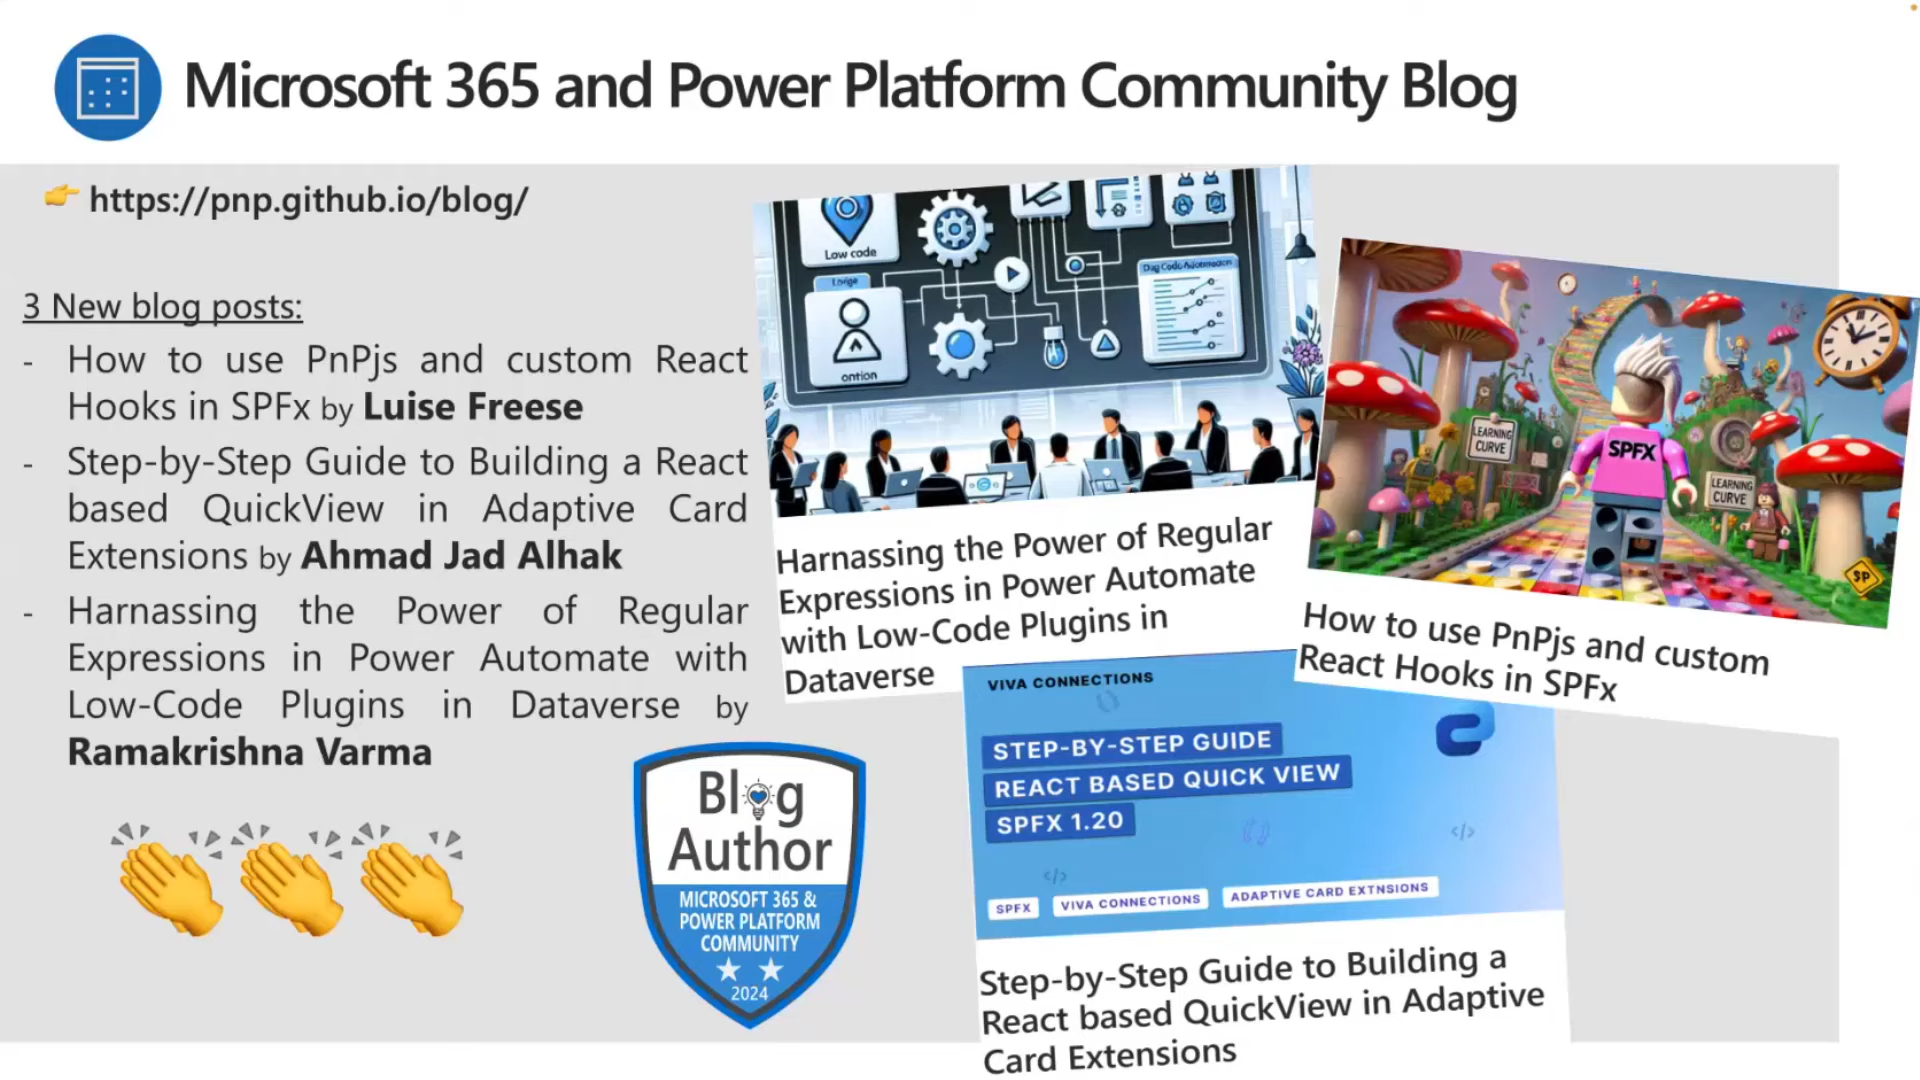 Microsoft 365 and Power Platform Community Blog
https://pnp.github.io/blog/
3 New blog posts:
- How to use PnPjs and custom React
Hooks in SPFx by Luise Freese
- Step-by-Step Guide to Building a React
based QuickView in Adaptive Card
Extensions by Ahmad Jad Alhak
- Harnassing the Power of Regular
Expressions in Power Automate with
Low-Code Plugins in Dataverse by
Ramakrishna Varma
Blog
Author
MICROSOFT 365 &
POWER PLATFORM
COMMUNITY
2024
Low code
ontion
Harnassing the Power of Regular
Expressions in Power Automate
with Low-Code Plugins in
Dataverse
LEARNING
CURVE
SPFX
LEARNING
CURVE
SP
How to use PnPjs and custom
React Hooks in SPFx
VIVA CONNECTIONS
STEP-BY-STEP GUIDE
REACT BASED QUICK VIEW
SPFX 1.20
</>
</>
SPFX
VIVA CONNECTIONS
ADAPTIVE CARD EXTNSIONS
Step-by-Step Guide to Building a
React based QuickView in Adaptive
Card Extensions